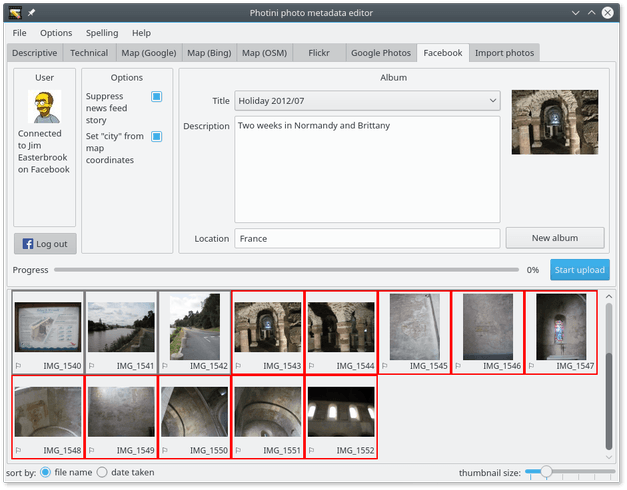 Photini photo metadata editor
File Options Spelling Help
Descriptive Technical Map (Google) Map (Bing) Map (OSM) Flickr Google Photos Facebook Import photos
User
Connected
to Jim
Easterbrook
on Facebook
Log out
Options
Suppress
news feed
story
Set "city" from
map
coordinates
Album
Title Holiday 2012/07
Description Two weeks in Normandy and Brittany
Location France
New album
Progress 0% Start upload
IMG_1540 IMG_1541 IMG_1542 IMG_1543 IMG_1544 IMG_1545 IMG_1546 IMG_1547
IMG_1548 IMG_1549 IMG_1550 IMG_1551 IMG_1552
sort by: file name date taken thumbnail size: